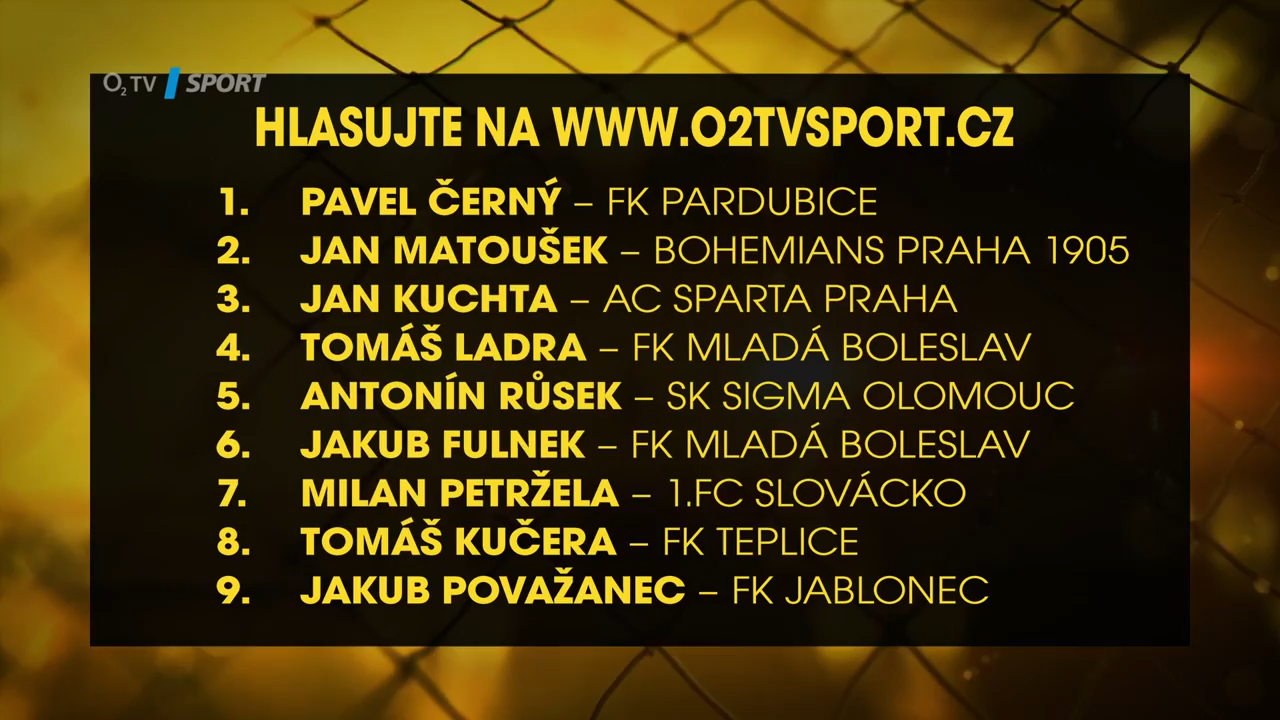 O2 TV SPORT
HLASUJTE NA WWW.O2TVSPORT.CZ
1. PAVEL ČERNÝ – FK PARDUBICE
2. JAN MATOUŠEK – BOHEMIANS PRAHA 1905
3. JAN KUCHTA – AC SPARTA PRAHA
4. TOMÁŠ LADRA – FK MLADÁ BOLESLAV
5. ANTONÍN RŮSEK – SK SIGMA OLOMOUC
6. JAKUB FULNEK – FK MLADÁ BOLESLAV
7. MILAN PETRŽELA – 1.FC SLOVÁCKO
8. TOMÁŠ KUČERA – FK TEPLICE
9. JAKUB POVAŽANEC – FK JABLONEC